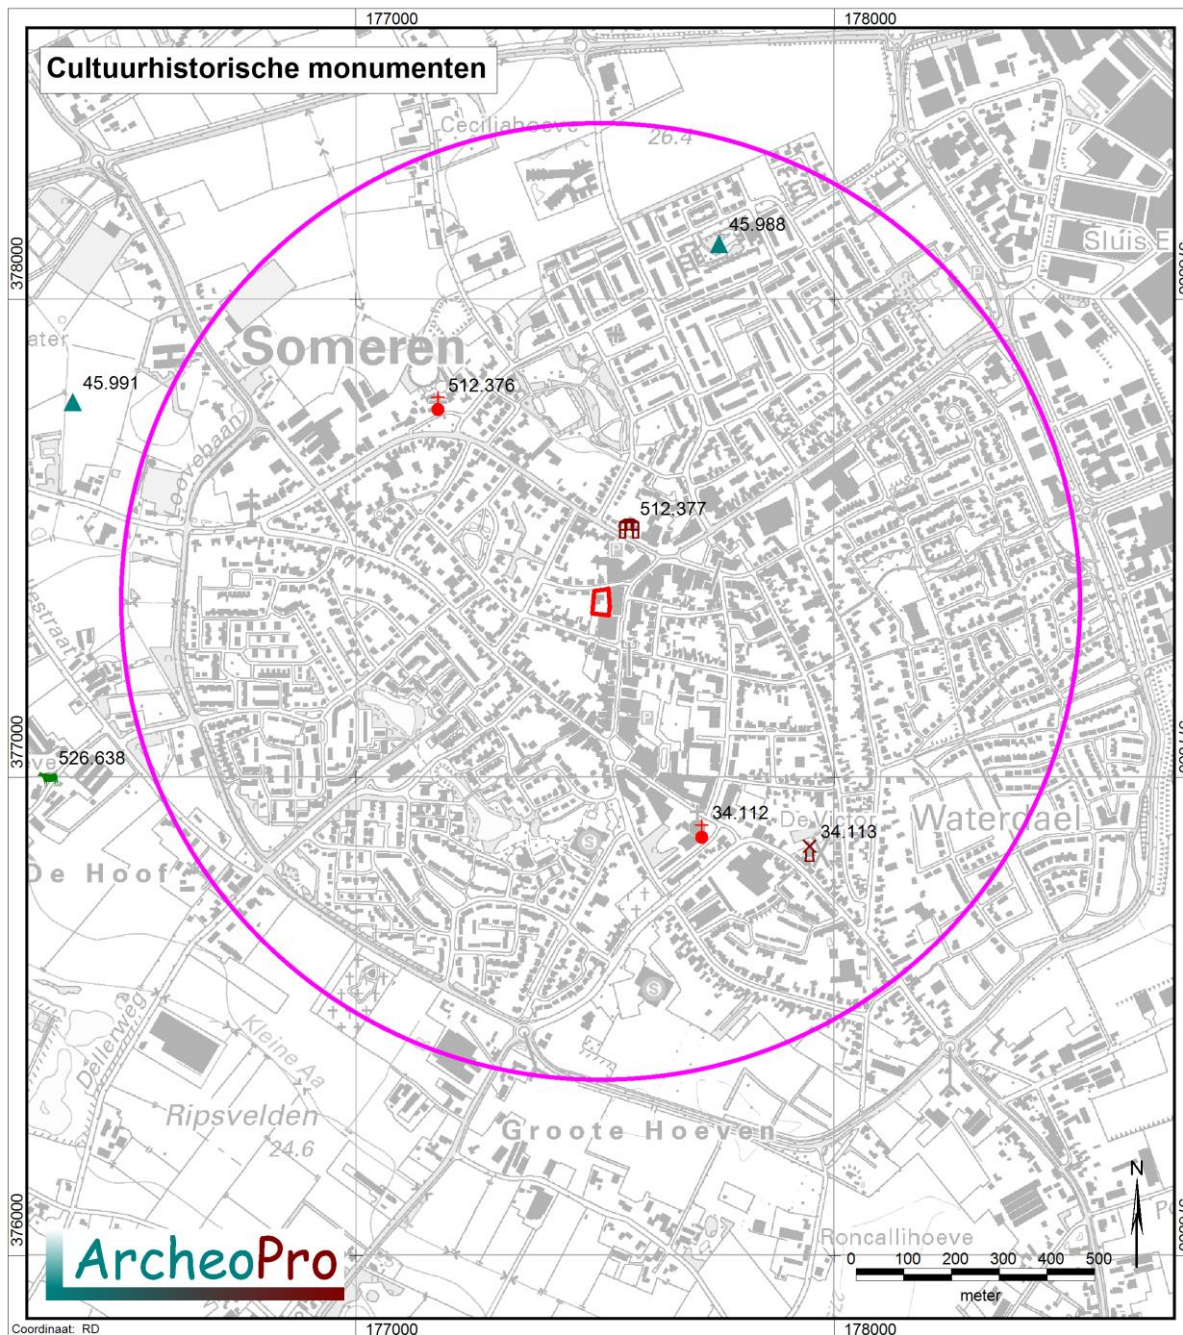 177000
178000
Cultuurhistorische monumenten
Ceciliahoeve
26.4
45.988
Sluis
378000
Someren
45.991
512.376
Loovebaan
512.377
P
P
P
377000
526.638
34.112
De Victor
34.113
Waterdael
De Hoof
S
S
Dellerweg
Kleine Aa
Ripsvelden
24.6
Groote Hoeven
N
376000
Roncallihoeve
ArcheoPro
0 100 200 300 400 500
meter
Coordinaat: RD
177000
178000